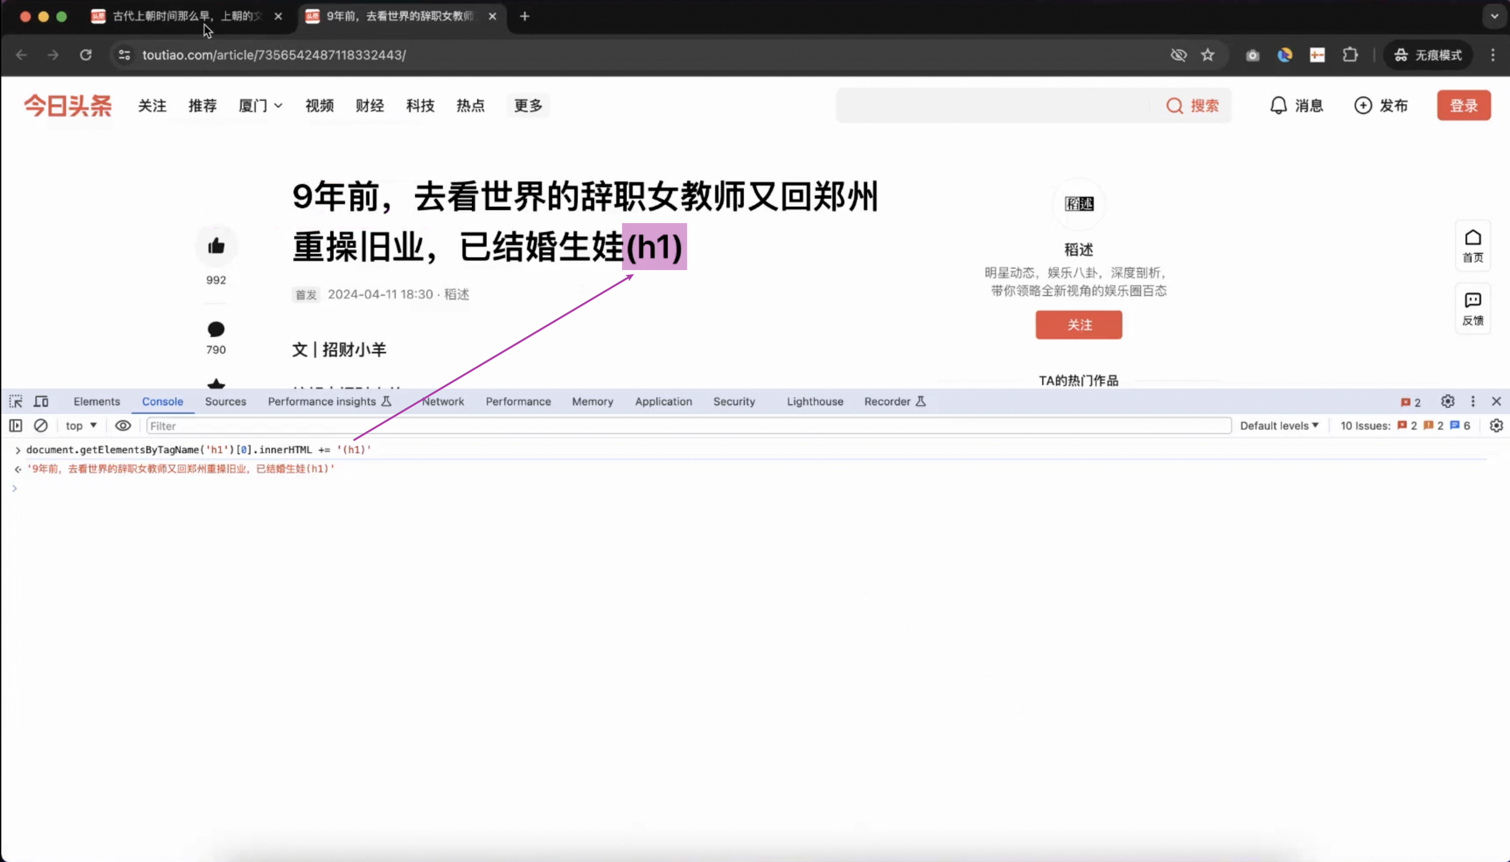 古代上朝时间那么早，上朝的文
9年前，去看世界的辞职女教师
toutiao.com/article/7356542487118332443/
无痕模式
今日头条
关注 推荐 厦门 视频 财经 科技 热点 更多
搜索
消息
发布
登录
9年前，去看世界的辞职女教师又回郑州
重操旧业，已结婚生娃(h1)
首发 2024-04-11 18:30 · 稻述
992
790
文 | 招财小羊
稻述
稻述
明星动态，娱乐八卦，深度剖析，
带你领略全新视角的娱乐圈百态
关注
TA的热门作品
首页
反馈
Elements Console Sources Performance insights Network Performance Memory Application Security Lighthouse Recorder 2
top Filter Default levels 10 Issues: 2 2 6
document.getElementsByTagName('h1')[0].innerHTML += '(h1)'
'9年前，去看世界的辞职女教师又回郑州重操旧业，已结婚生娃(h1)'